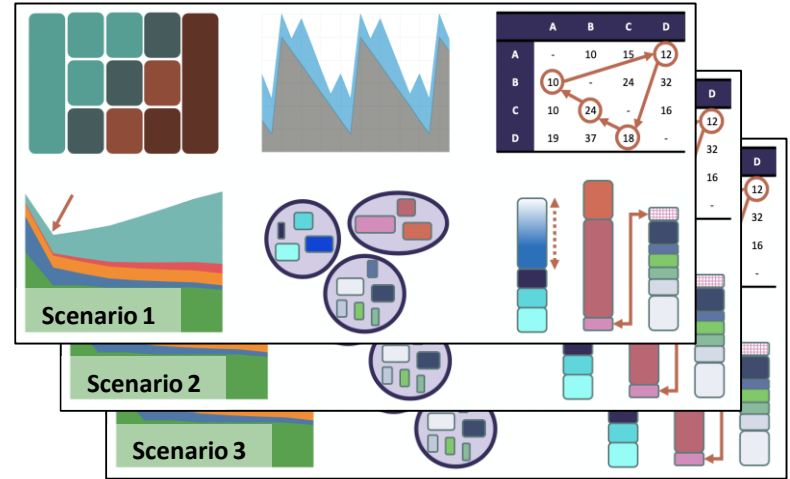 A B C D
A - 10 15 12
B 10 - 24 32
C 10 24 - 16
D 19 37 18 -
Scenario 1
D
12
32
16
-
Scenario 2
D
12
32
16
-
Scenario 3